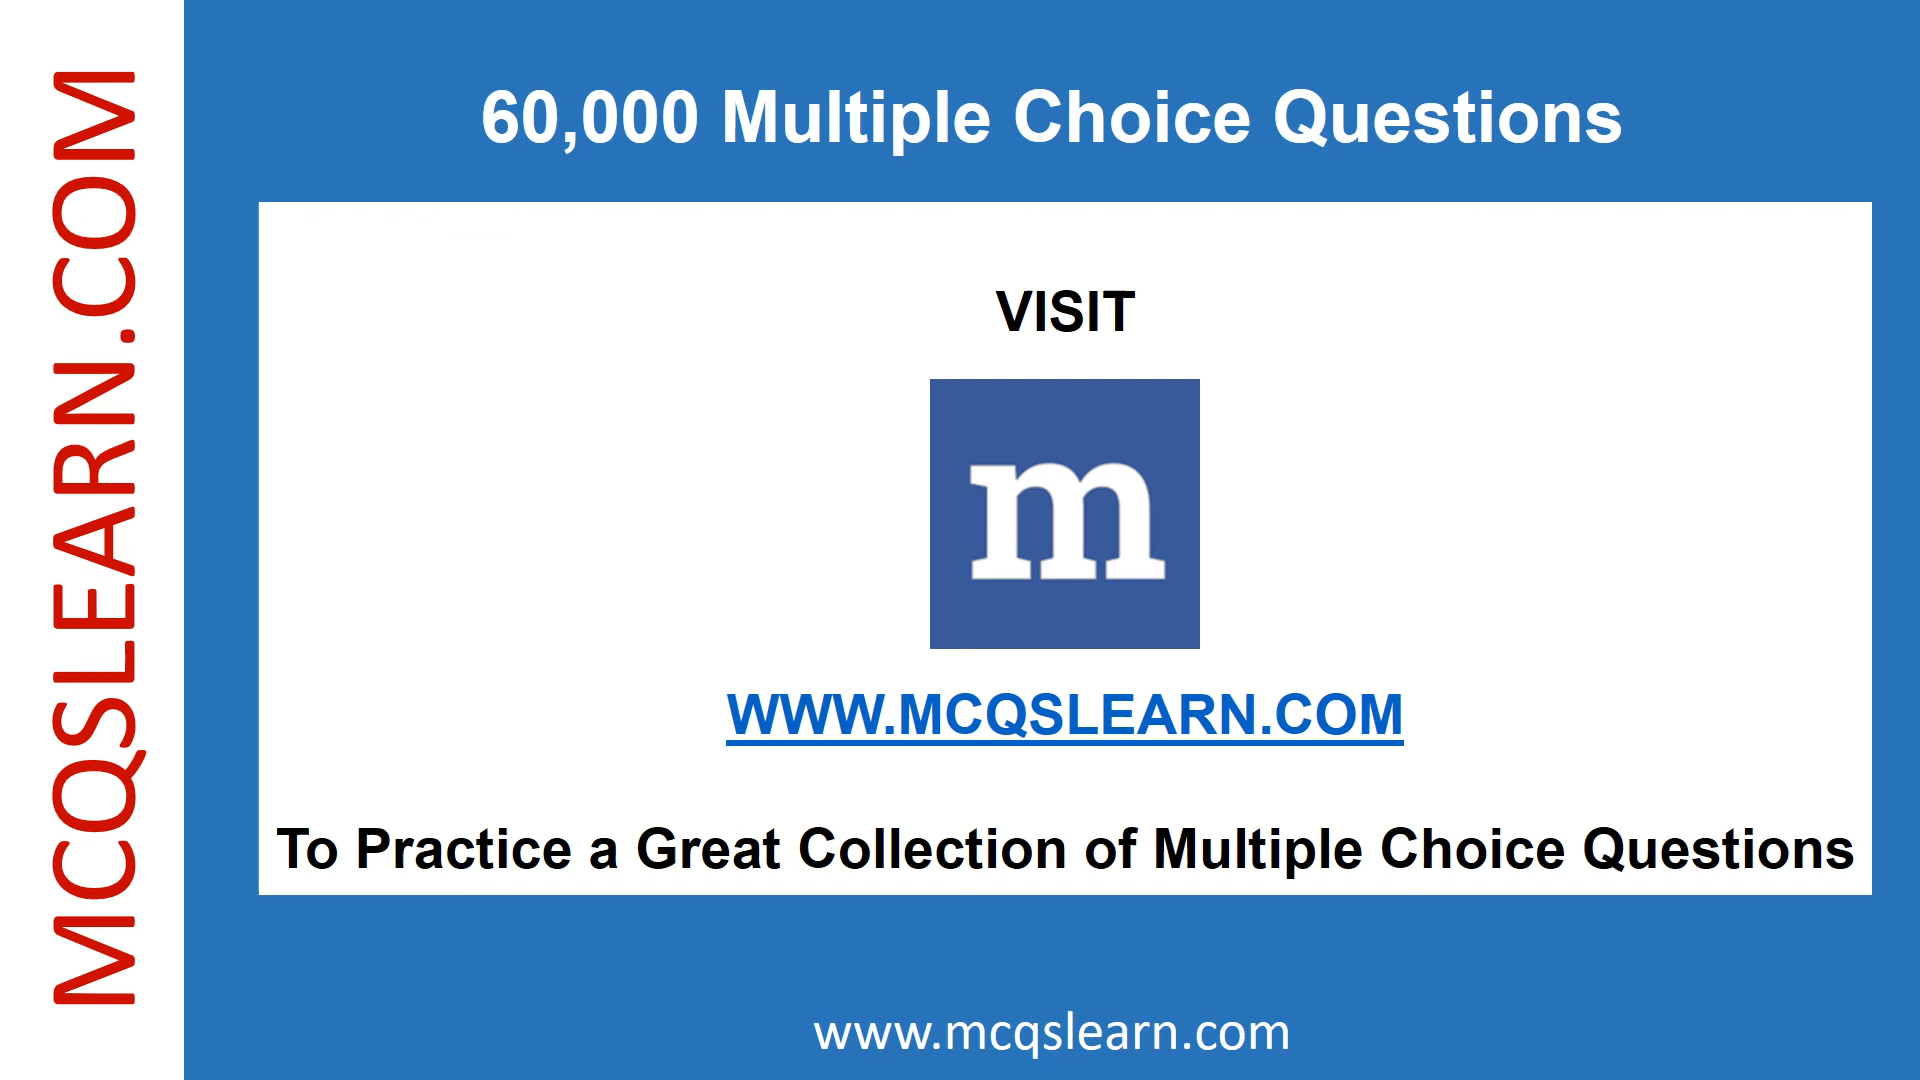 MCQSLEARN.COM
60,000 Multiple Choice Questions
VISIT
m
WWW.MCQSLEARN.COM
To Practice a Great Collection of Multiple Choice Questions
www.mcqslearn.com